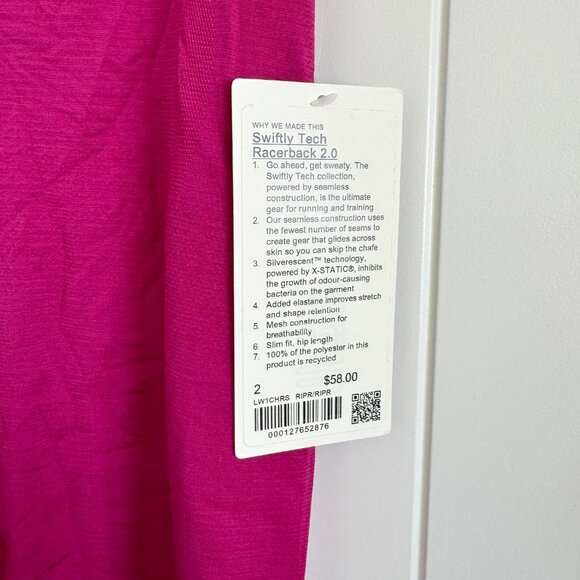 WHY WE MADE THIS
Swiftly Tech
Racerback 2.0
1. Go ahead, get sweaty. The
Swiftly Tech collection,
powered by seamless
construction, is the ultimate
gear for running and training
2. Our seamless construction uses
the fewest number of seams to
create gear that glides across
skin so you can skip the chafe
3. Silverescent™ technology,
powered by X-STATIC®, inhibits
the growth of odour-causing
bacteria on the garment
4. Added elastane improves stretch
and shape retention
5. Mesh construction for
breathability
6. Slim fit, hip length
7. 100% of the polyester in this
product is recycled
2 $58.00
LW1CHRS RIPR/RIPR
000127652876